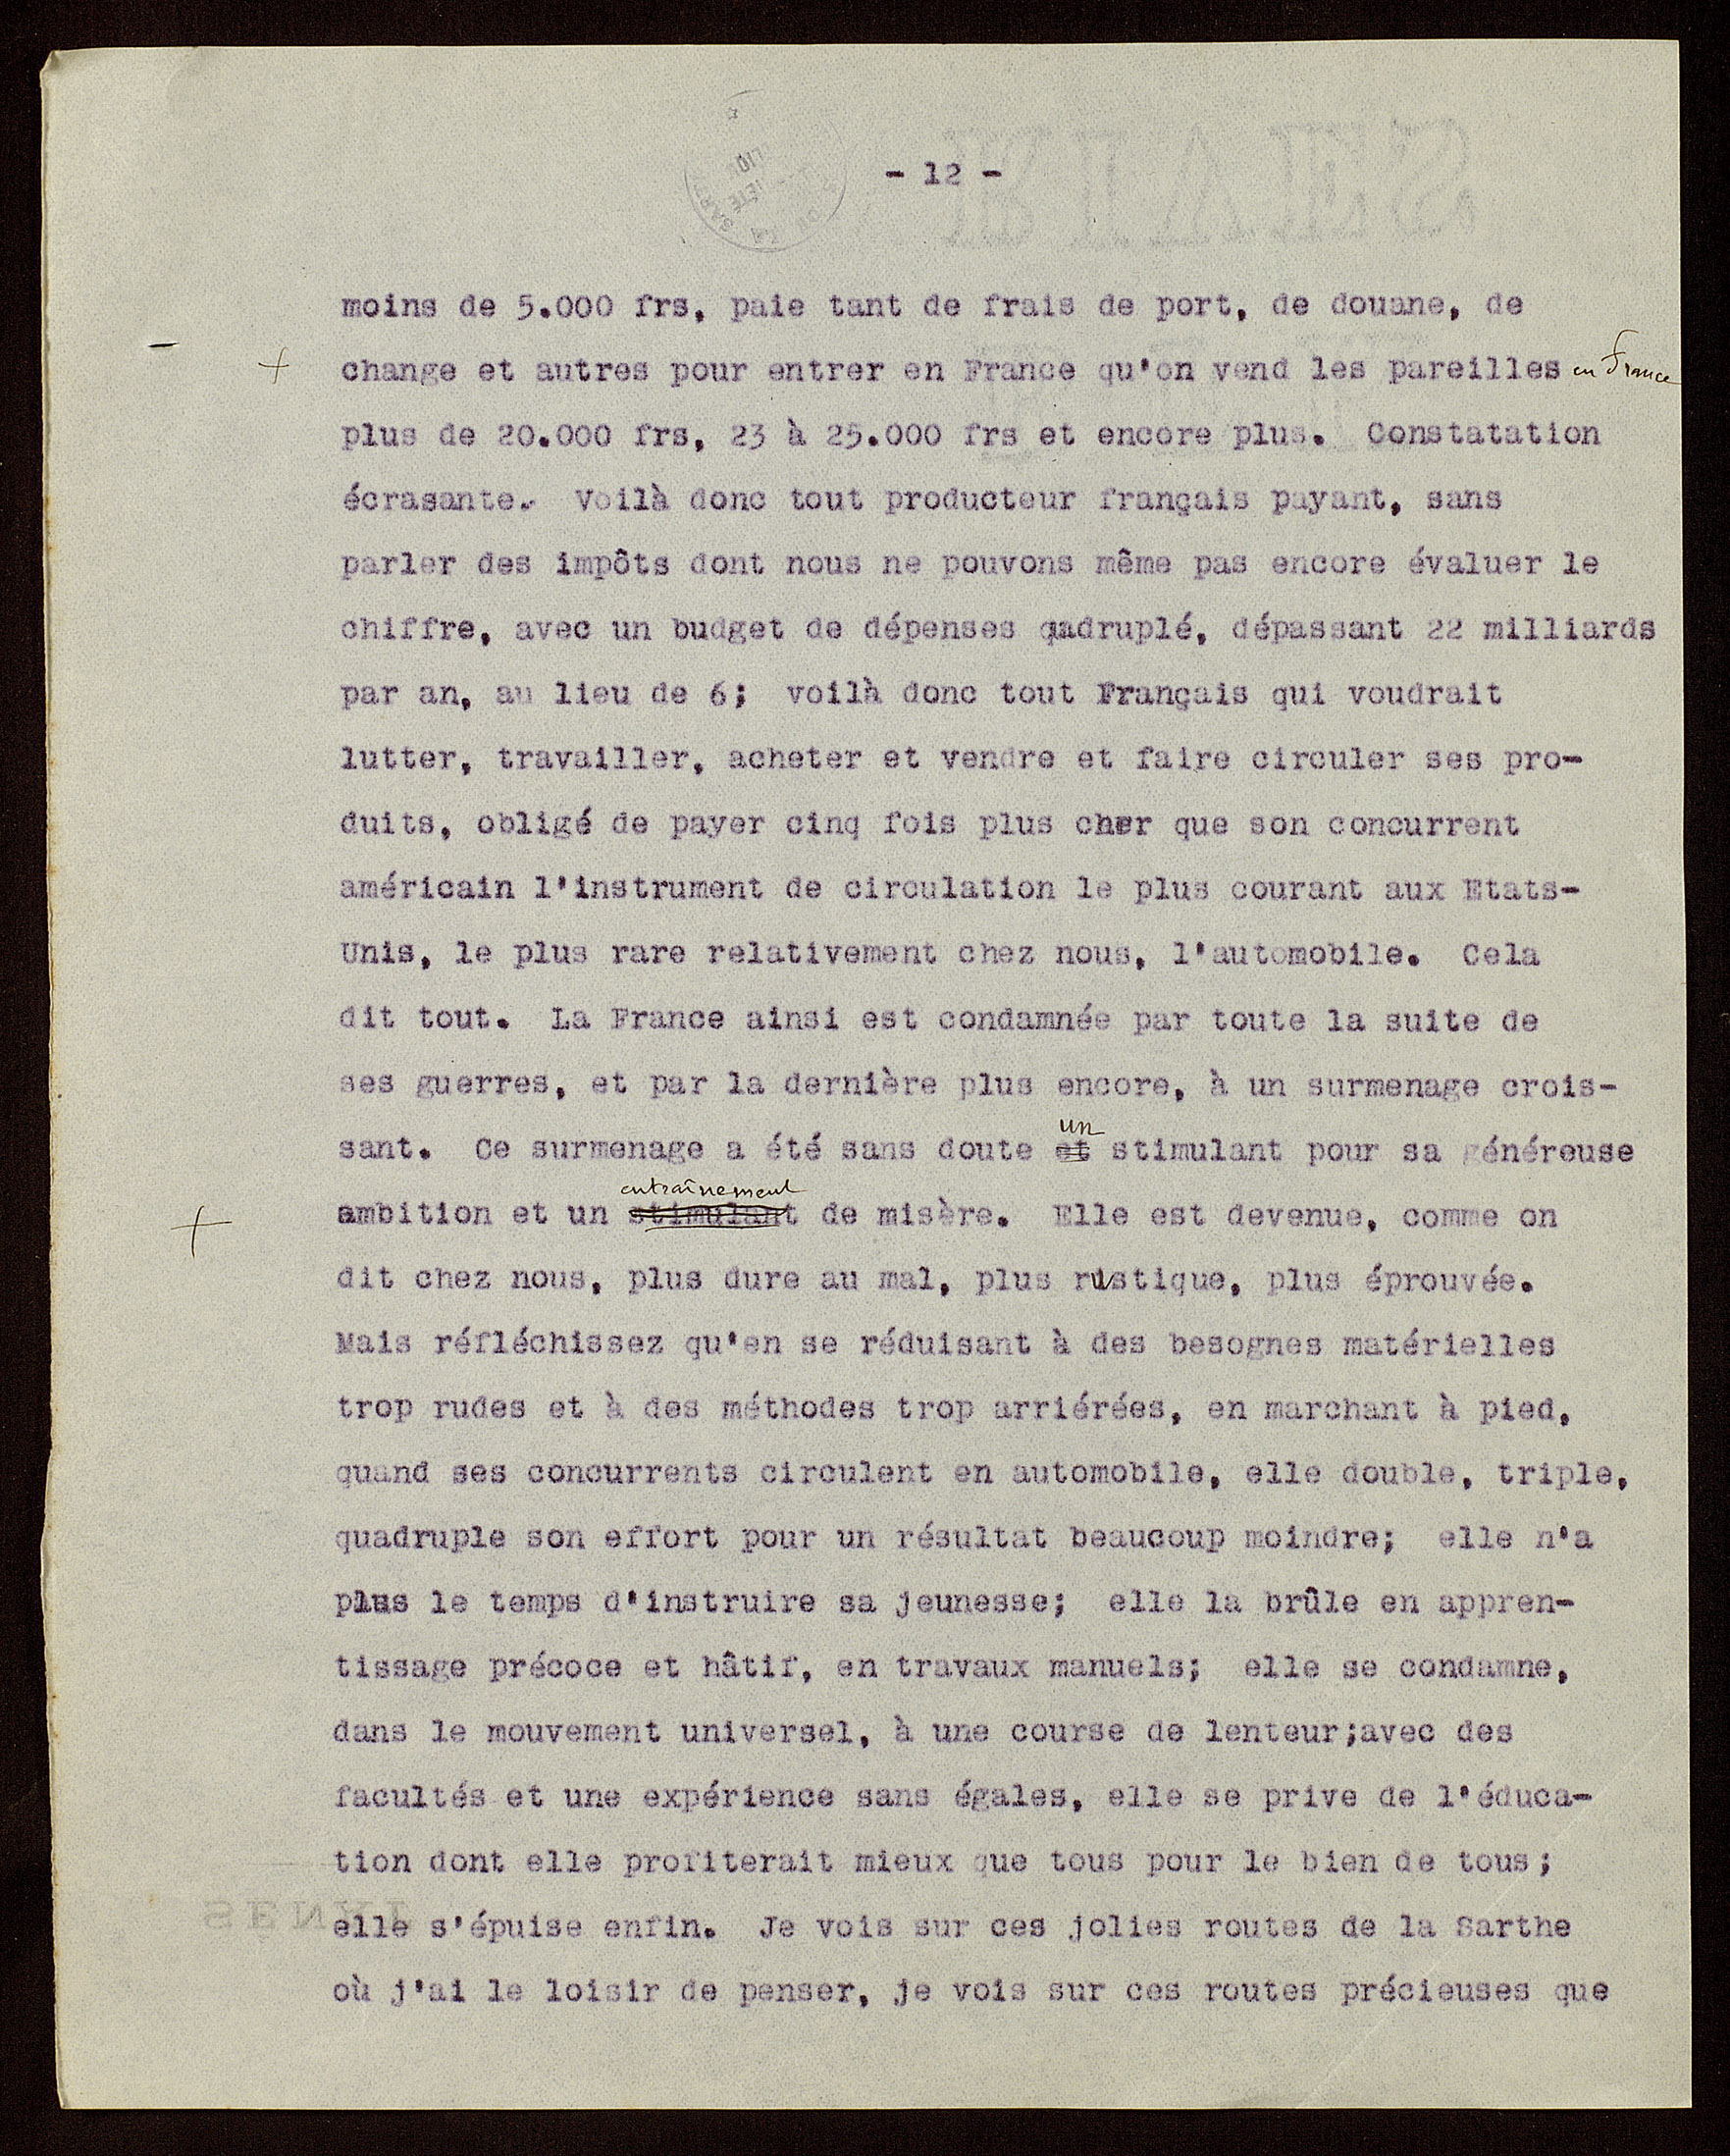 - 12 -
moins de 5.000 frs, paie tant de frais de port, de douane, de
change et autres pour entrer en France qu'on vend les pareilles en France
plus de 20.000 frs, 23 à 25.000 frs et encore plus. Constatation
écrasante. Voilà donc tout producteur français payant, sans
parler des impôts dont nous ne pouvons même pas encore évaluer le
chiffre, avec un budget de dépenses quadruplé, dépassant 22 milliards
par an, au lieu de 6; voilà donc tout Français qui voudrait
lutter, travailler, acheter et vendre et faire circuler ses pro-
duits, obligé de payer cinq fois plus cher que son concurrent
américain l'instrument de circulation le plus courant aux Etats-
Unis, le plus rare relativement chez nous, l'automobile. Cela
dit tout. La France ainsi est condamnée par toute la suite de
ses guerres, et par la dernière plus encore, à un surmenage crois-
un
sant. Ce surmenage a été sans doute et stimulant pour sa généreuse
entraînement
ambition et un stimulant de misère. Elle est devenue, comme on
dit chez nous, plus dure au mal, plus rustique, plus éprouvée.
Mais réfléchissez qu'en se réduisant à des besognes matérielles
trop rudes et à des méthodes trop arriérées, en marchant à pied,
quand ses concurrents circulent en automobile, elle double, triple,
quadruple son effort pour un résultat beaucoup moindre; elle n'a
plus le temps d'instruire sa jeunesse; elle la brûle en appren-
tissage précoce et hâtif, en travaux manuels; elle se condamne,
dans le mouvement universel, à une course de lenteur;avec des
facultés et une expérience sans égales, elle se prive de l'éduca-
tion dont elle profiterait mieux que tous pour le bien de tous;
elle s'épuise enfin. Je vois sur ces jolies routes de la Sarthe
où j'ai le loisir de penser, je vois sur ces routes précieuses que